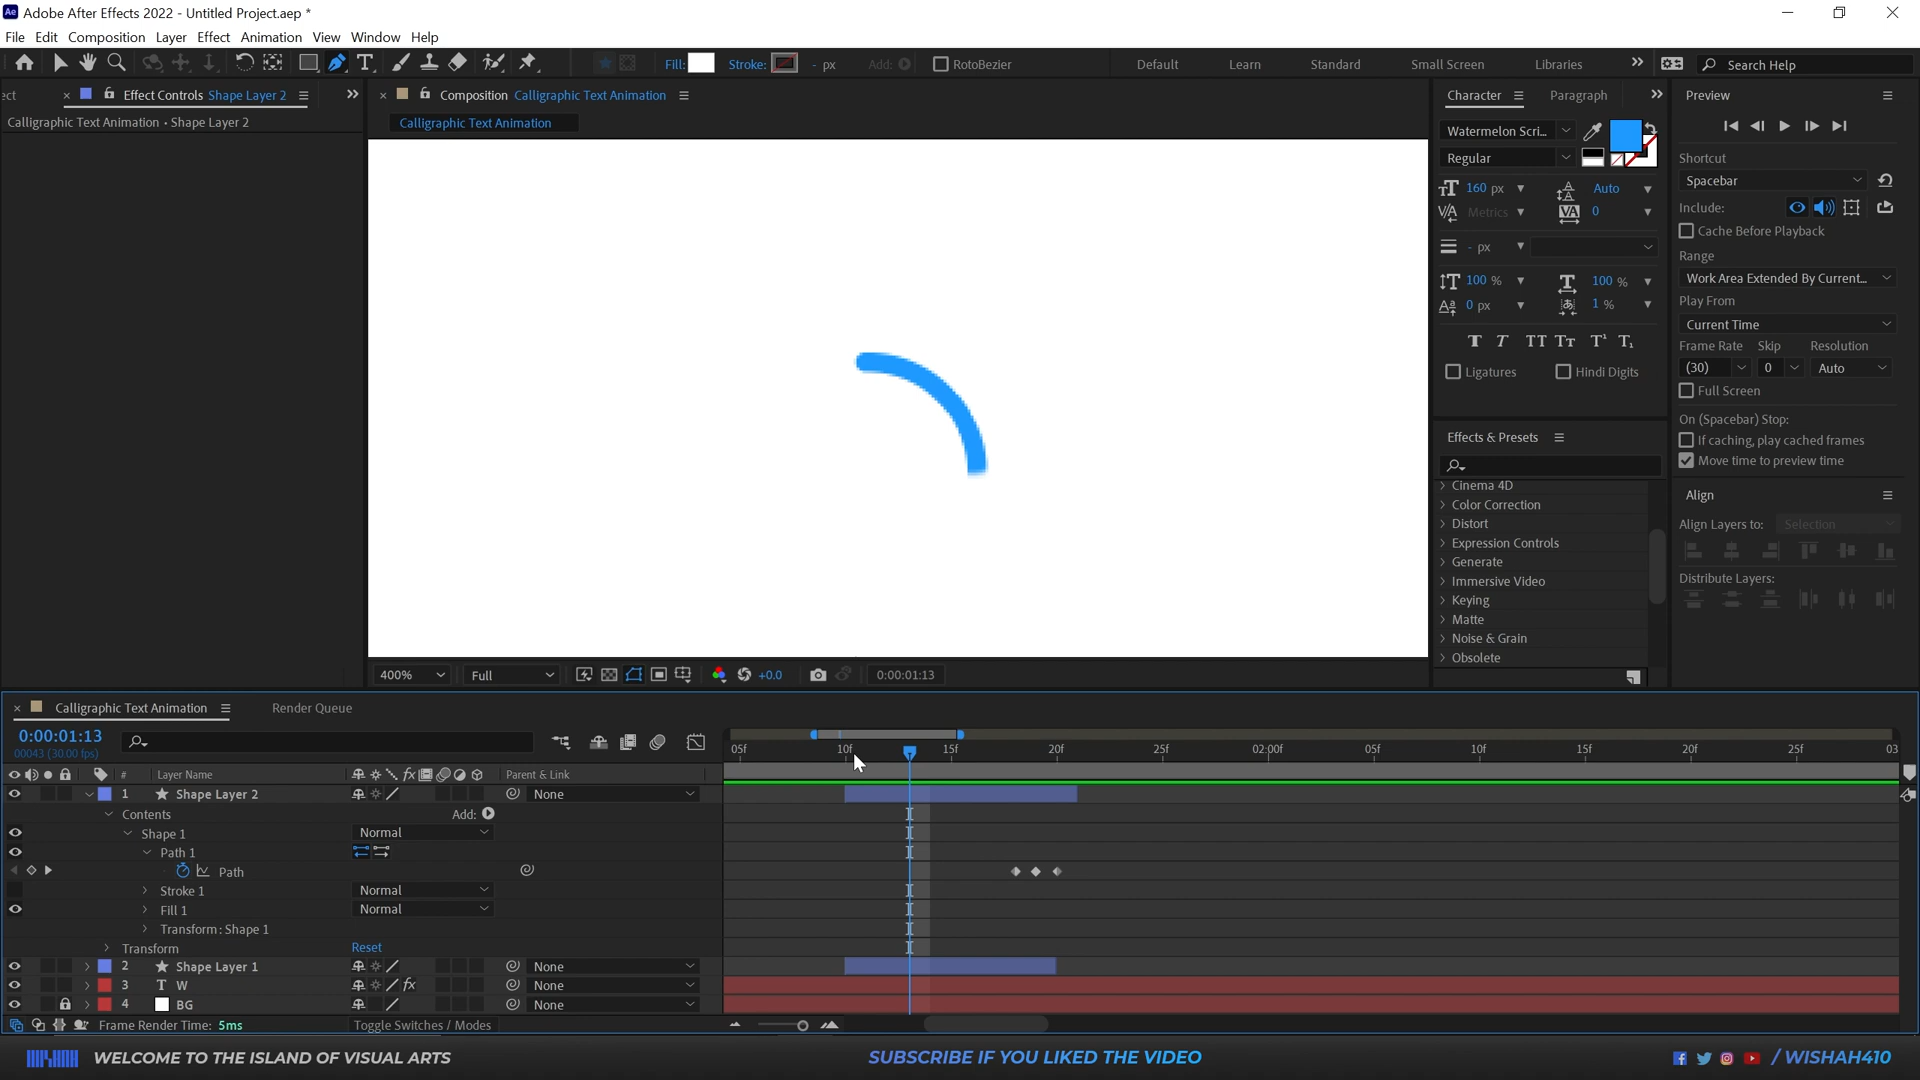 Adobe After Effects 2022 - Untitled Project.aep *
File Edit Composition Layer Effect Animation View Window Help
Fill: Stroke: - px Add: RotoBezier Default Learn Standard Small Screen Libraries Search Help
ect × Effect Controls Shape Layer 2
Calligraphic Text Animation • Shape Layer 2
× Composition Calligraphic Text Animation
Calligraphic Text Animation
400% Full +0.0 0:00:01:13
Character Paragraph
Watermelon Scri...
Regular
160 px Auto
Metrics 0
- px
100 % 100 %
0 px 1 %
T T TT Tt T¹ T₁
Ligatures Hindi Digits
Effects & Presets
Cinema 4D
Color Correction
Distort
Expression Controls
Generate
Immersive Video
Keying
Matte
Noise & Grain
Obsolete
Preview
Shortcut
Spacebar
Include:
Cache Before Playback
Range
Work Area Extended By Current...
Play From
Current Time
Frame Rate Skip Resolution
(30) 0 Auto
Full Screen
On (Spacebar) Stop:
If caching, play cached frames
Move time to preview time
Align
Align Layers to: Selection
Distribute Layers:
× Calligraphic Text Animation Render Queue
0:00:01:13
00043 (30.00 fps)
05f 10f 15f 20f 25f 02:00f 05f 10f 15f 20f 25f 03
# Layer Name fx Parent & Link
1 Shape Layer 2 None
Contents Add:
Shape 1 Normal
Path 1
Path
Stroke 1 Normal
Fill 1 Normal
Transform: Shape 1
Transform Reset
2 Shape Layer 1 None
3 T W fx None
4 BG None
Frame Render Time: 5ms Toggle Switches / Modes
WELCOME TO THE ISLAND OF VISUAL ARTS
SUBSCRIBE IF YOU LIKED THE VIDEO
/WISHAH410